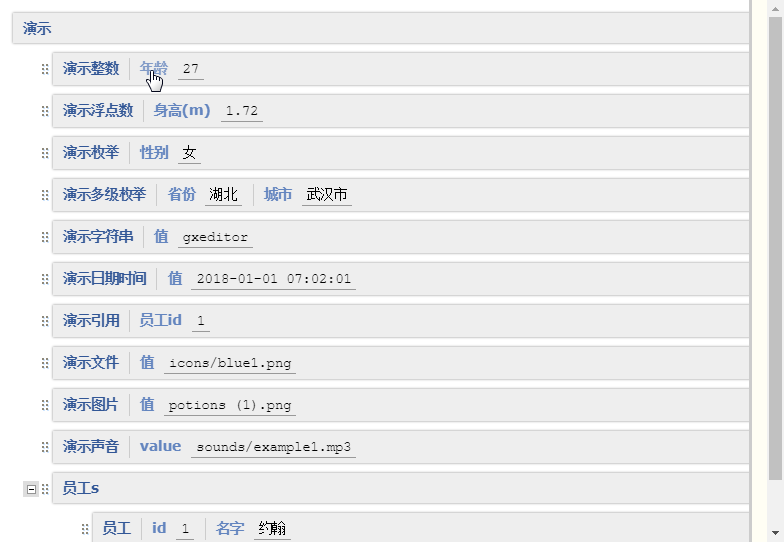 演示
演示整数 年龄 27
演示浮点数 身高(m) 1.72
演示枚举 性别 女
演示多级枚举 省份 湖北 城市 武汉市
演示字符串 值 gxeditor
演示日期时间 值 2018-01-01 07:02:01
演示引用 员工id 1
演示文件 值 icons/blue1.png
演示图片 值 potions (1).png
演示声音 value sounds/example1.mp3
员工s
员工 id 1 名字 约翰